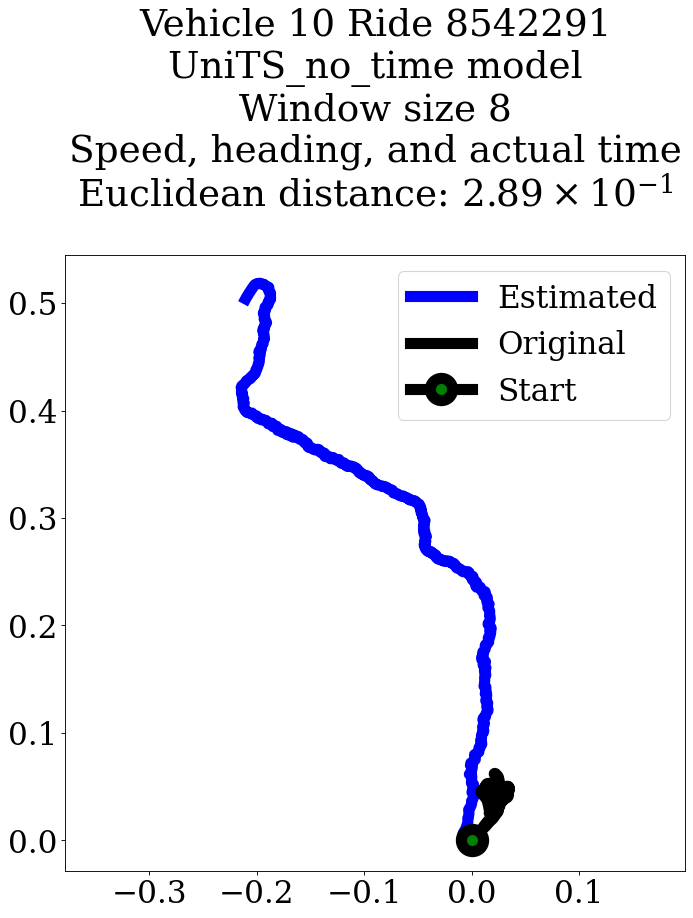 Vehicle 10 Ride 8542291
UniTS_no_time model
Window size 8
Speed, heading, and actual time
Euclidean distance: 2.89 × 10⁻¹
Estimated
Original
Start
0.5
0.4
0.3
0.2
0.1
0.0
−0.3 −0.2 −0.1 0.0 0.1